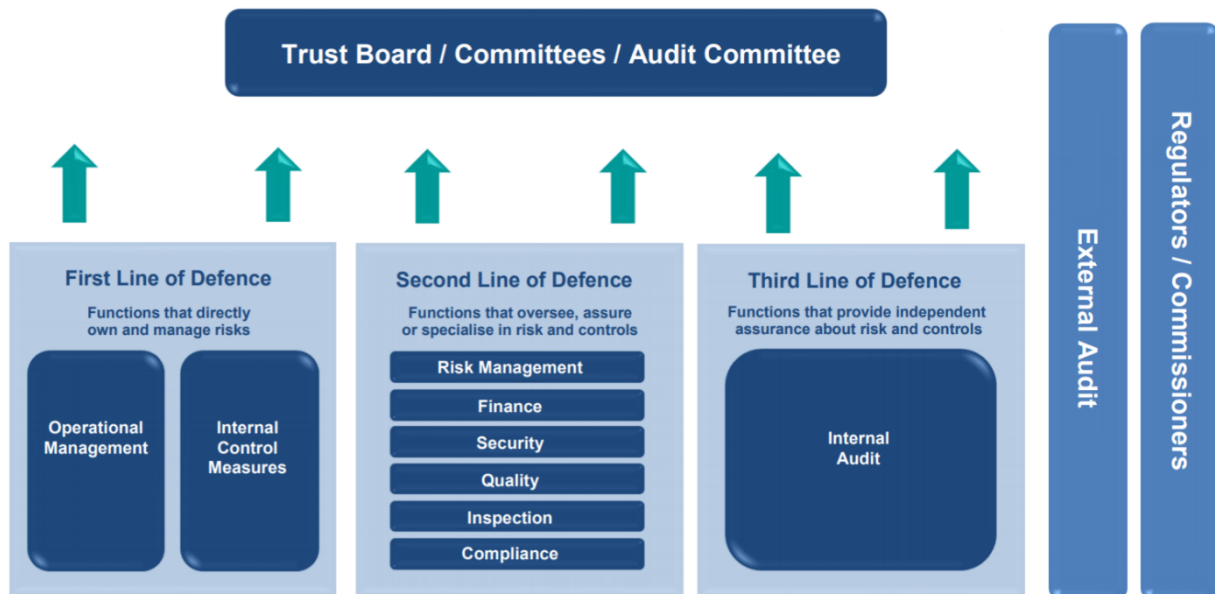 Trust Board / Committees / Audit Committee
First Line of Defence
Functions that directly
own and manage risks
Operational
Management
Internal
Control
Measures
Second Line of Defence
Functions that oversee, assure
or specialise in risk and controls
Risk Management
Finance
Security
Quality
Inspection
Compliance
Third Line of Defence
Functions that provide independent
assurance about risk and controls
Internal
Audit
External Audit
Regulators / Commissioners